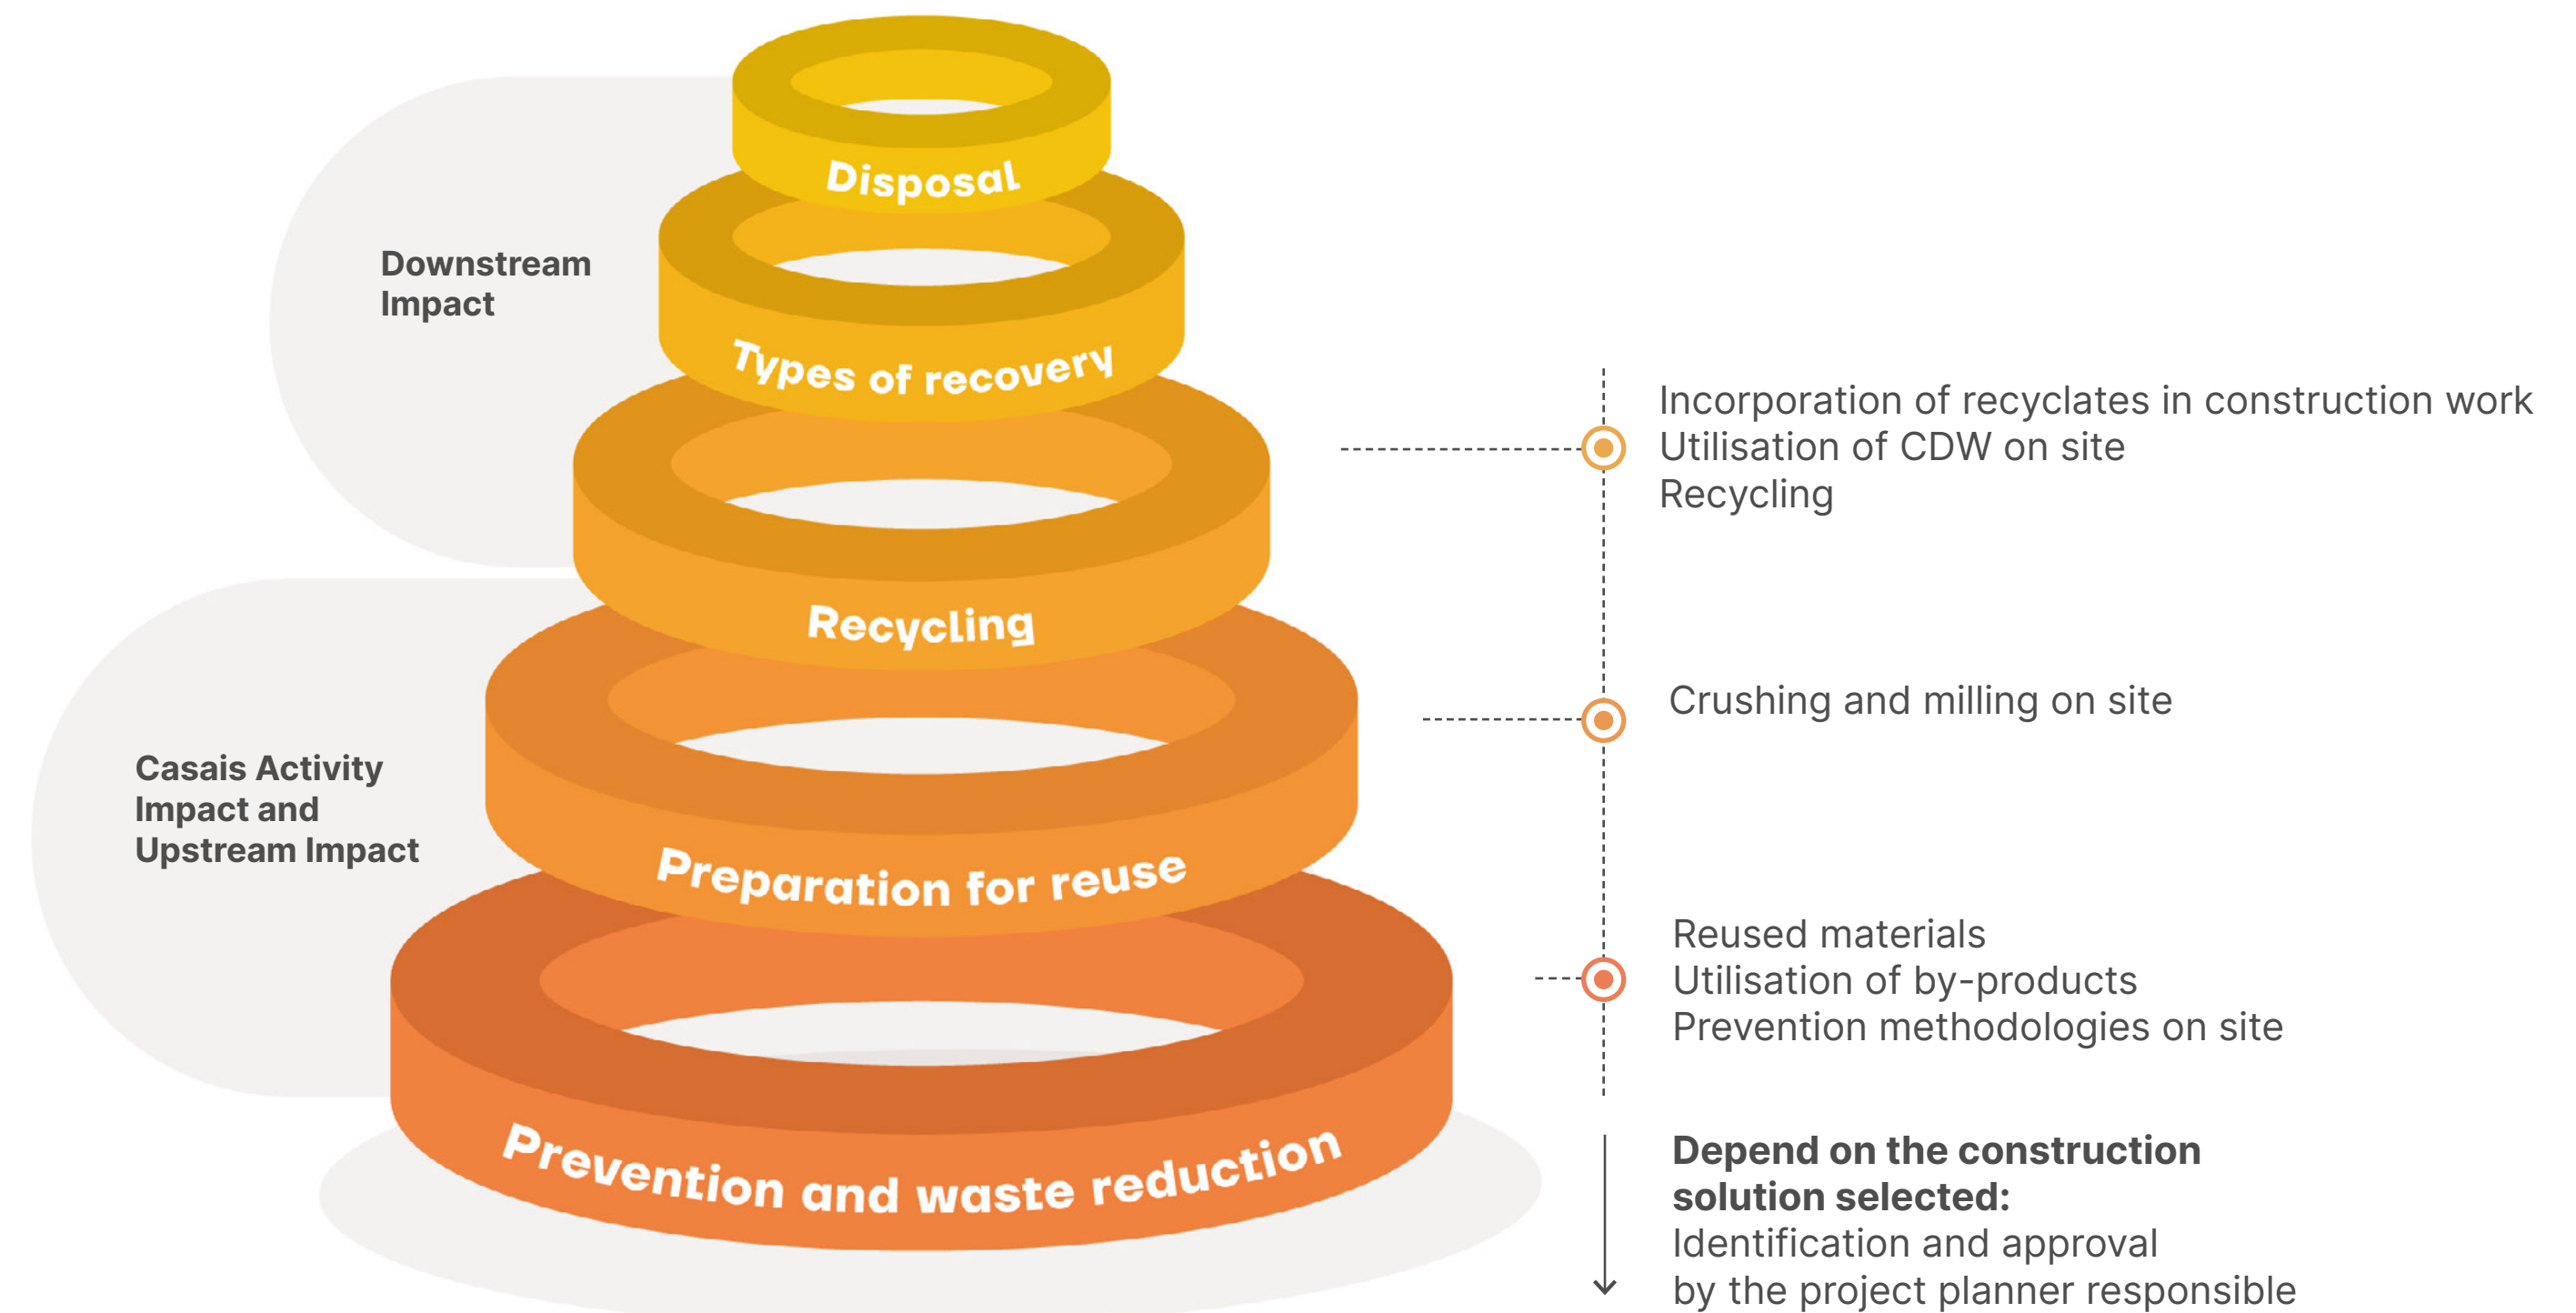 Disposal
Types of recovery
Recycling
Preparation for reuse
Prevention and waste reduction
Downstream
Impact
Casais Activity
Impact and
Upstream Impact
Incorporation of recyclates in construction work
Utilisation of CDW on site
Recycling
Crushing and milling on site
Reused materials
Utilisation of by-products
Prevention methodologies on site
Depend on the construction
solution selected:
Identification and approval
by the project planner responsible